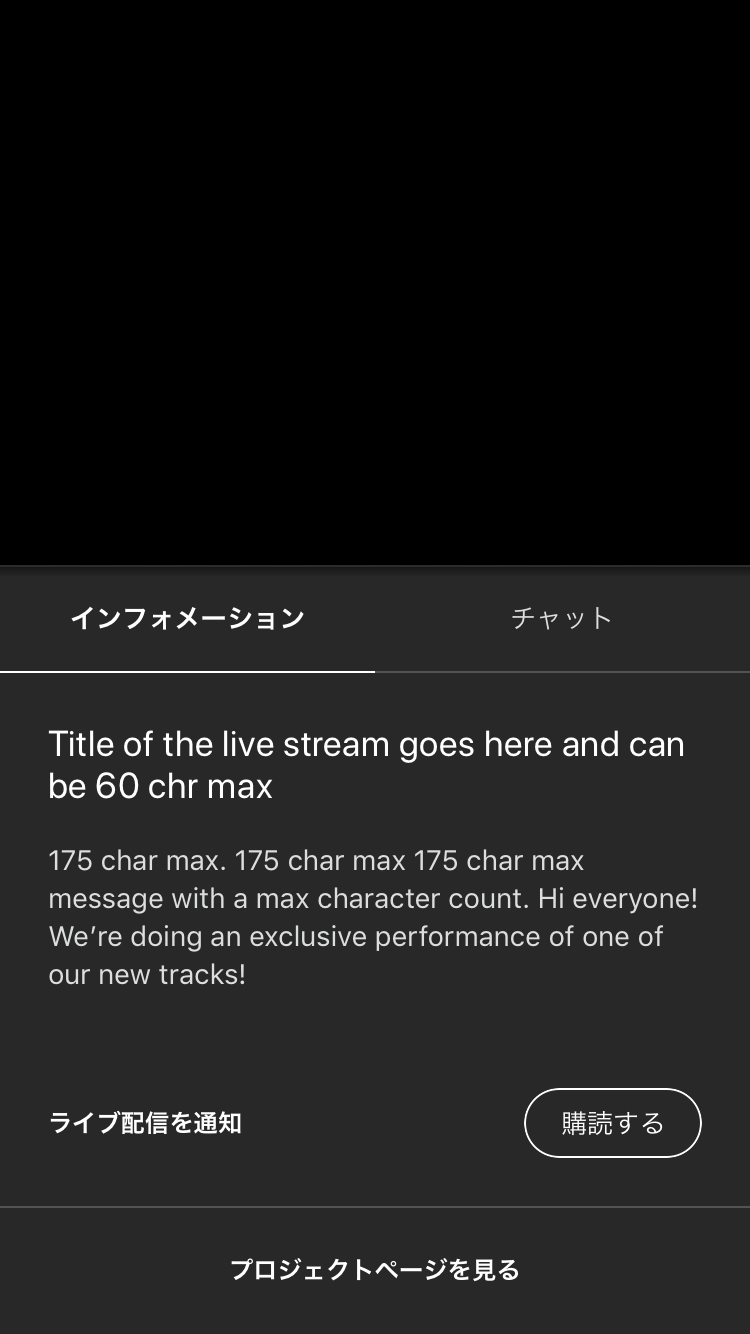 インフォメーション
チャット
Title of the live stream goes here and can
be 60 chr max
175 char max. 175 char max 175 char max
message with a max character count. Hi everyone!
We’re doing an exclusive performance of one of
our new tracks!
ライブ配信を通知
購読する
プロジェクトページを見る